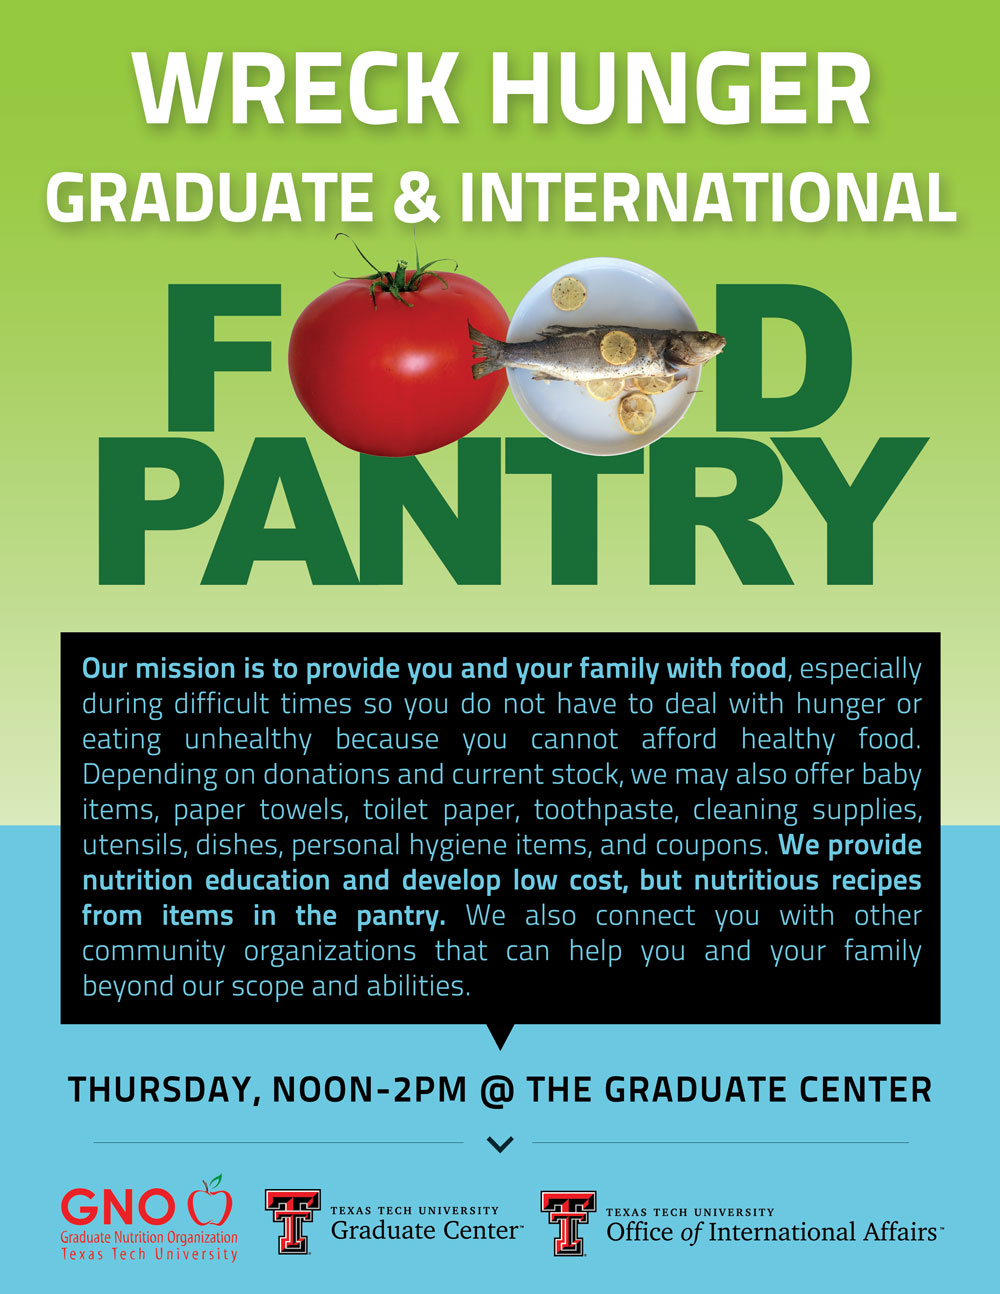 WRECK HUNGER
GRADUATE & INTERNATIONAL
FOOD
PANTRY
Our mission is to provide you and your family with food, especially
during difficult times so you do not have to deal with hunger or
eating unhealthy because you cannot afford healthy food.
Depending on donations and current stock, we may also offer baby
items, paper towels, toilet paper, toothpaste, cleaning supplies,
utensils, dishes, personal hygiene items, and coupons. We provide
nutrition education and develop low cost, but nutritious recipes
from items in the pantry. We also connect you with other
community organizations that can help you and your family
beyond our scope and abilities.
THURSDAY, NOON-2PM @ THE GRADUATE CENTER
GNO
Graduate Nutrition Organization
Texas Tech University
TEXAS TECH UNIVERSITY
Graduate Center™
TEXAS TECH UNIVERSITY
Office of International Affairs™